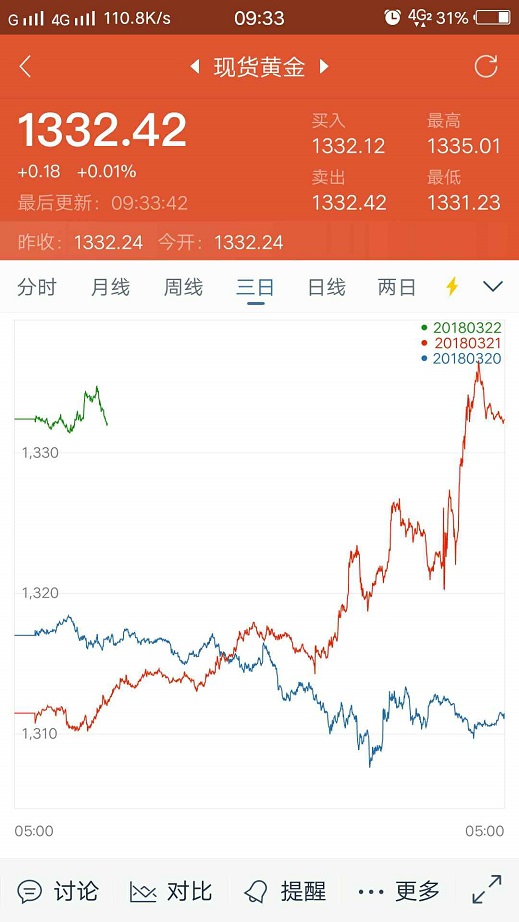 G 4G 110.8K/s 09:33 4G2 31%
现货黄金
1332.42
+0.18 +0.01%
最后更新: 09:33:42
买入 最高
1332.12 1335.01
卖出 最低
1332.42 1331.23
昨收: 1332.24 今开: 1332.24
分时 月线 周线 三日 日线 两日
20180322
20180321
20180320
1,330
1,320
1,310
05:00 05:00
讨论 对比 提醒 更多